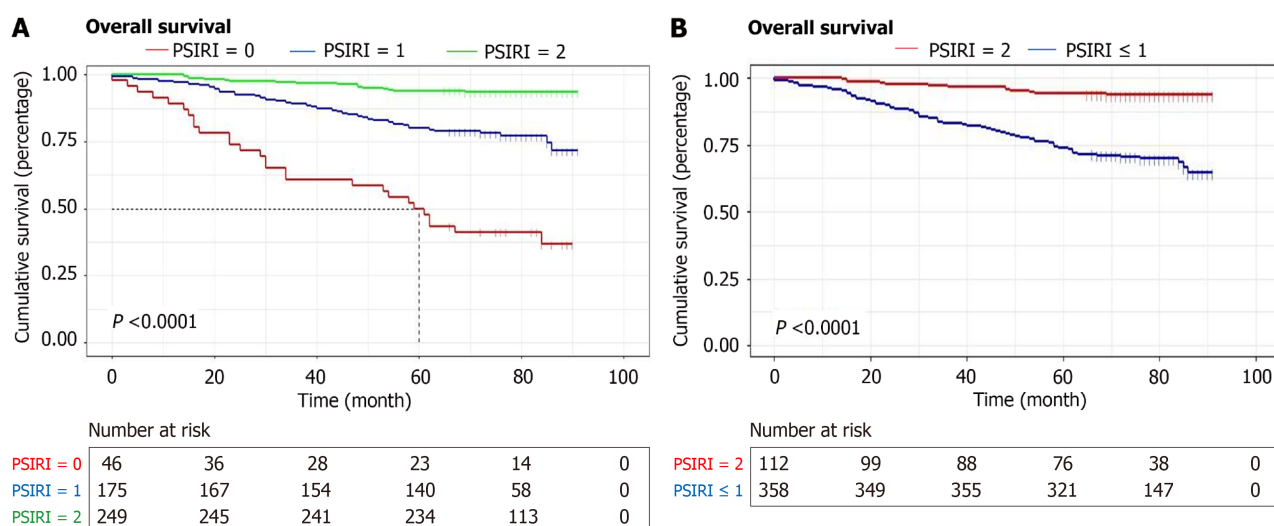 A
Overall survival
PSIRI = 0 PSIRI = 1 PSIRI = 2
Cumulative survival (percentage)
1.00
0.75
0.50
0.25
0.00
P <0.0001
0 20 40 60 80 100
Time (month)
Number at risk
PSIRI = 0 46 36 28 23 14 0
PSIRI = 1 175 167 154 140 58 0
PSIRI = 2 249 245 241 234 113 0
B
Overall survival
PSIRI = 2 PSIRI ≤ 1
Cumulative survival (percentage)
1.00
0.75
0.50
0.25
0.00
P <0.0001
0 20 40 60 80 100
Time (month)
Number at risk
PSIRI = 2 112 99 88 76 38 0
PSIRI ≤ 1 358 349 355 321 147 0